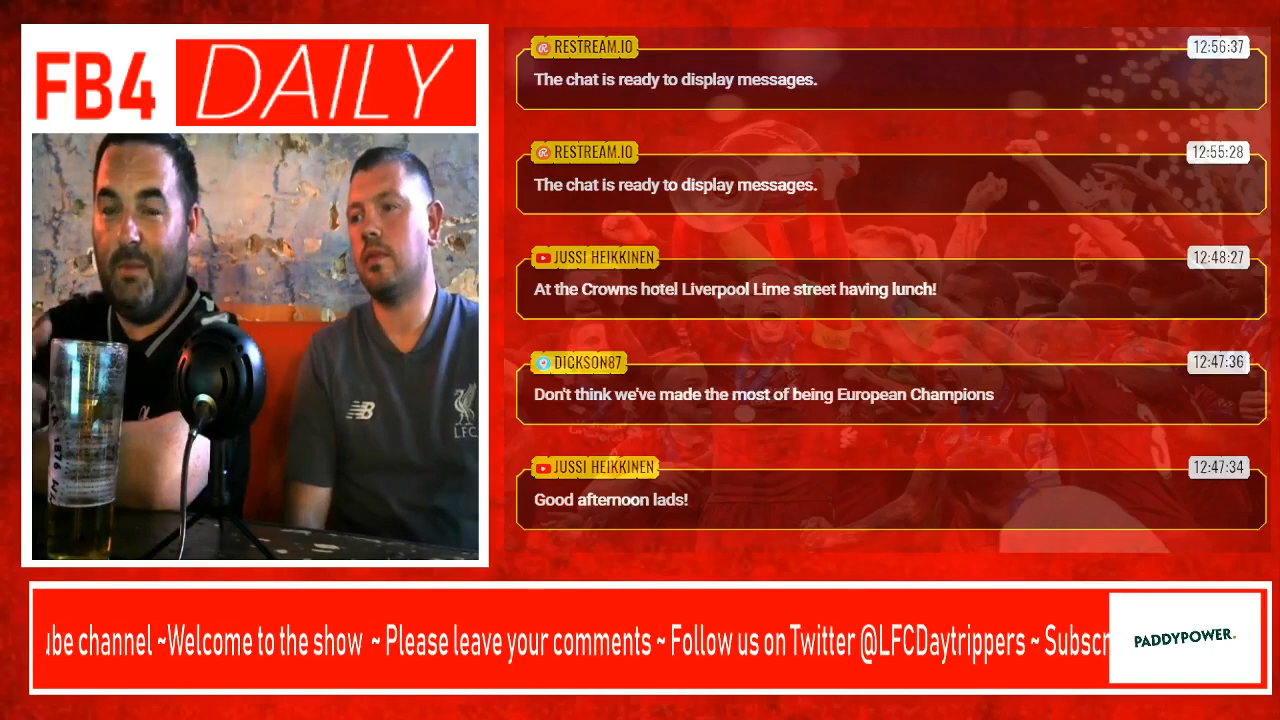 FB4 DAILY
LFC
RESTREAM.IO
12:56:37
The chat is ready to display messages.
RESTREAM.IO
12:55:28
The chat is ready to display messages.
JUSSI HEIKKINEN
12:48:27
At the Crowns hotel Liverpool Lime street having lunch!
DICKSON87
12:47:36
Don't think we've made the most of being European Champions
JUSSI HEIKKINEN
12:47:34
Good afternoon lads!
ube channel ~Welcome to the show ~ Please leave your comments ~ Follow us on Twitter @LFCDaytrippers ~ Subscr
PADDYPOWER.